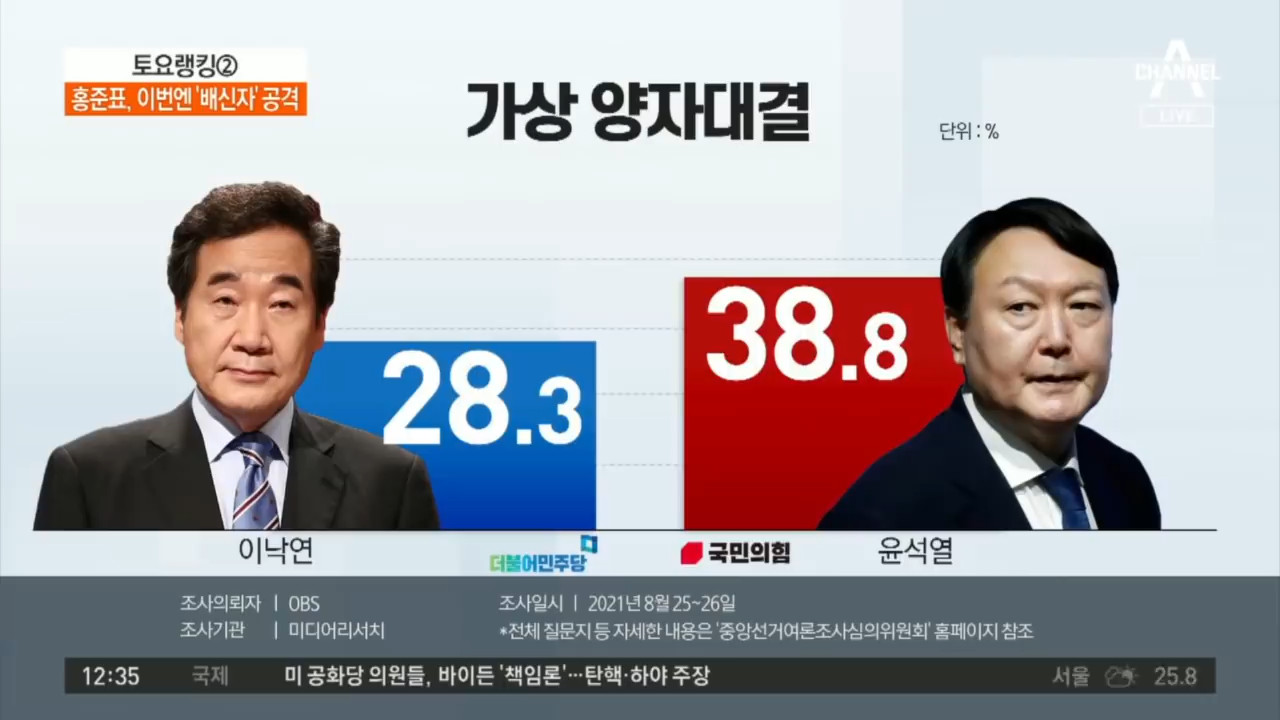 토요랭킹②
홍준표, 이번엔 '배신자' 공격
가상 양자대결
단위 : %
CHANNEL A
LIVE
28.3
38.8
이낙연
더불어민주당
국민의힘
윤석열
조사의뢰자 | OBS
조사일시 | 2021년 8월 25~26일
조사기관 | 미디어리서치
*전체 질문지 등 자세한 내용은 '중앙선거여론조사심의위원회' 홈페이지 참조
12:35 국제 미 공화당 의원들, 바이든 '책임론'…탄핵·하야 주장 서울 25.8